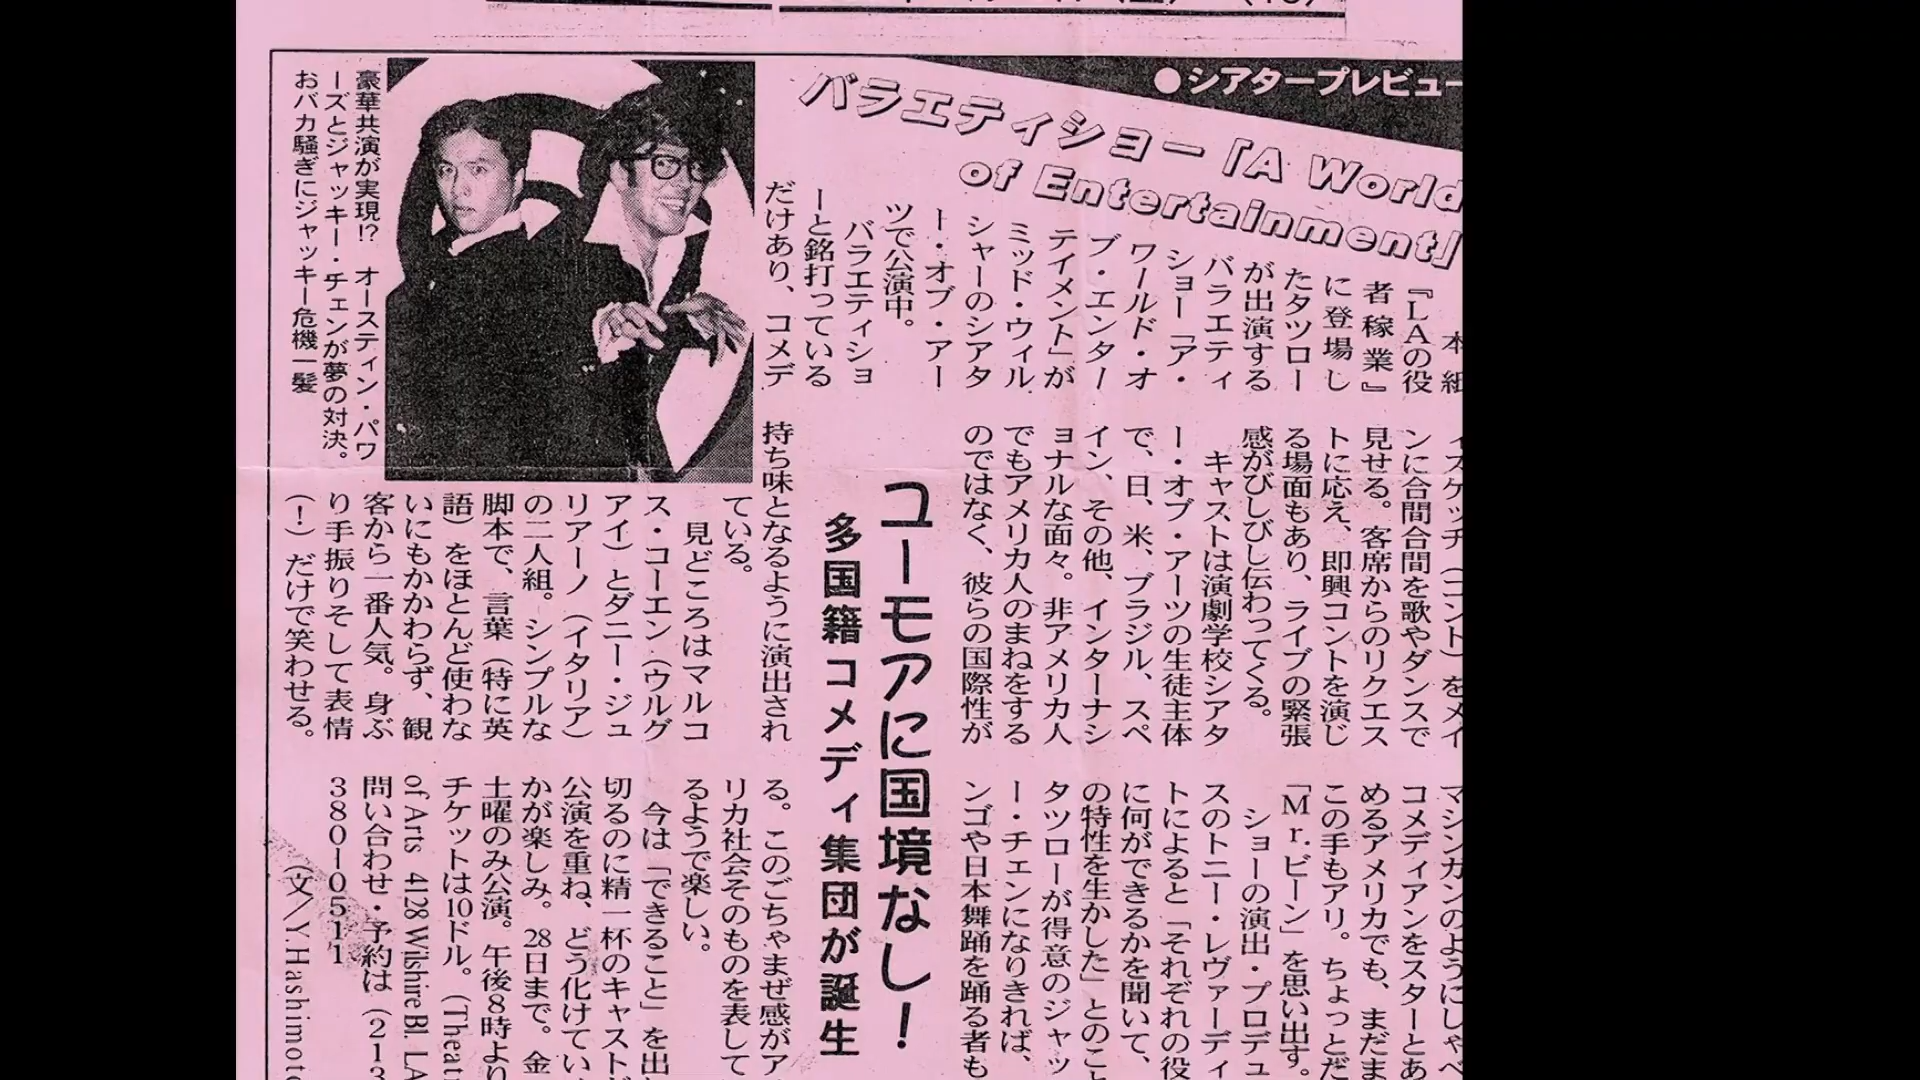 ●シアタープレビュー
バラエティショー「A World
of Entertainment」
本紙
『LAの役
者稼業』
に登場し
たタツロー
が出演する
バラエティ
ショー「ア・
ワールド・オ
ブ・エンター
テイメント」が
ミッド・ウィル
シャーのシアタ
ー・オブ・アー
ツで公演中。
バラエティショ
ーと銘打っている
だけあり、コメデ
ィスケッチ（コント）をメイ
ンに合間合間を歌やダンスで
見せる。客席からのリクエス
トに応え、即興コントを演じ
る場面もあり、ライブの緊張
感がびしびし伝わってくる。
キャストは演劇学校シアタ
ー・オブ・アーツの生徒主体
で、日、米、ブラジル、スペ
イン、その他、インターナシ
ョナルな面々。非アメリカ人
でもアメリカ人のまねをする
のではなく、彼らの国際性が
ユーモアに国境なし！
多国籍コメディ集団が誕生
持ち味となるように演出され
ている。
見どころはマルコ
ス・コーエン（ウルグ
アイ）とダニー・ジュ
リアーノ（イタリア）
の二人組。シンプルな
脚本で、言葉（特に英
語）をほとんど使わな
いにもかかわらず、観
客から一番人気。身ぶ
り手振りそして表情
（！）だけで笑わせる。
マシンガンのようにしゃべ
コメディアンをスターとあ
めるアメリカでも、まだま
この手もアリ。ちょっとだ
「Mr.ビーン」を思い出す。
ショーの演出・プロデュ
スのトニー・レヴァーディ
トによると「それぞれの役
に何ができるかを聞いて、
の特性を生かした」とのこと
タツローが得意のジャッ
ー・チェンになりきれば、
ンゴや日本舞踊を踊る者も
る。このごちゃまぜ感がア
リカ社会そのものを表して
るようで楽しい。
今は「できること」を出
切るのに精一杯のキャスト
公演を重ね、どう化けてい
かが楽しみ。28日まで。金
土曜のみ公演。午後8時より
チケットは10ドル。（Theat
of Arts 4128 Wilshire Bl. LA
問い合わせ・予約は（213
380-0511
（文／Y.Hashimoto
豪華共演が実現!?　オースティン・パワ
ーズとジャッキー・チェンが夢の対決。
おバカ騒ぎにジャッキー危機一髪